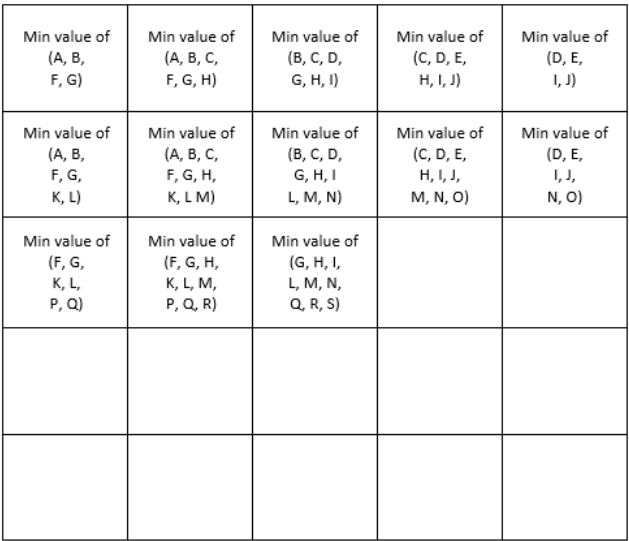 Min value of
(A, B,
F, G)
Min value of
(A, B, C,
F, G, H)
Min value of
(B, C, D,
G, H, I)
Min value of
(C, D, E,
H, I, J)
Min value of
(D, E,
I, J)
Min value of
(A, B,
F, G,
K, L)
Min value of
(A, B, C,
F, G, H,
K, L M)
Min value of
(B, C, D,
G, H, I
L, M, N)
Min value of
(C, D, E,
H, I, J,
M, N, O)
Min value of
(D, E,
I, J,
N, O)
Min value of
(F, G,
K, L,
P, Q)
Min value of
(F, G, H,
K, L, M,
P, Q, R)
Min value of
(G, H, I,
L, M, N,
Q, R, S)